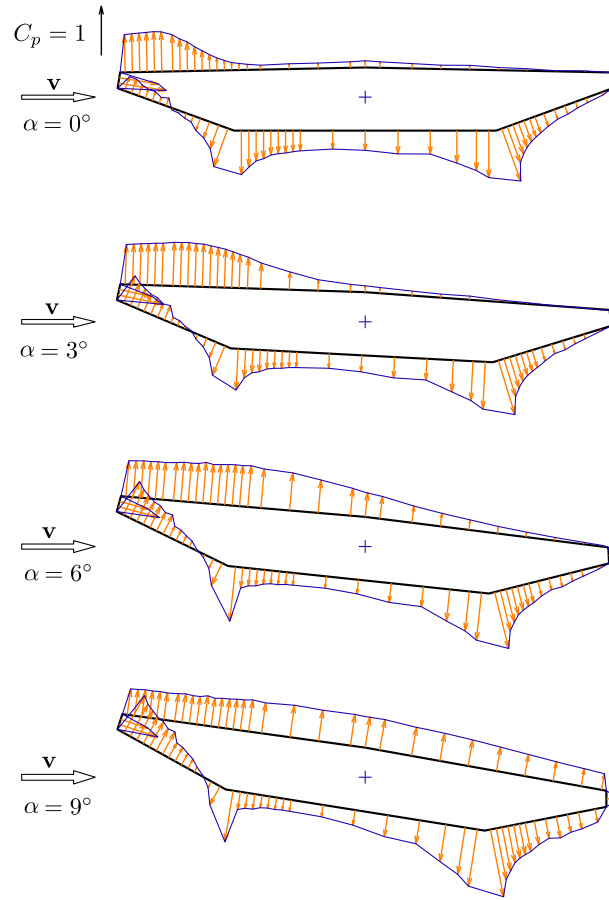 C_p = 1
v
α = 0°
v
α = 3°
v
α = 6°
v
α = 9°